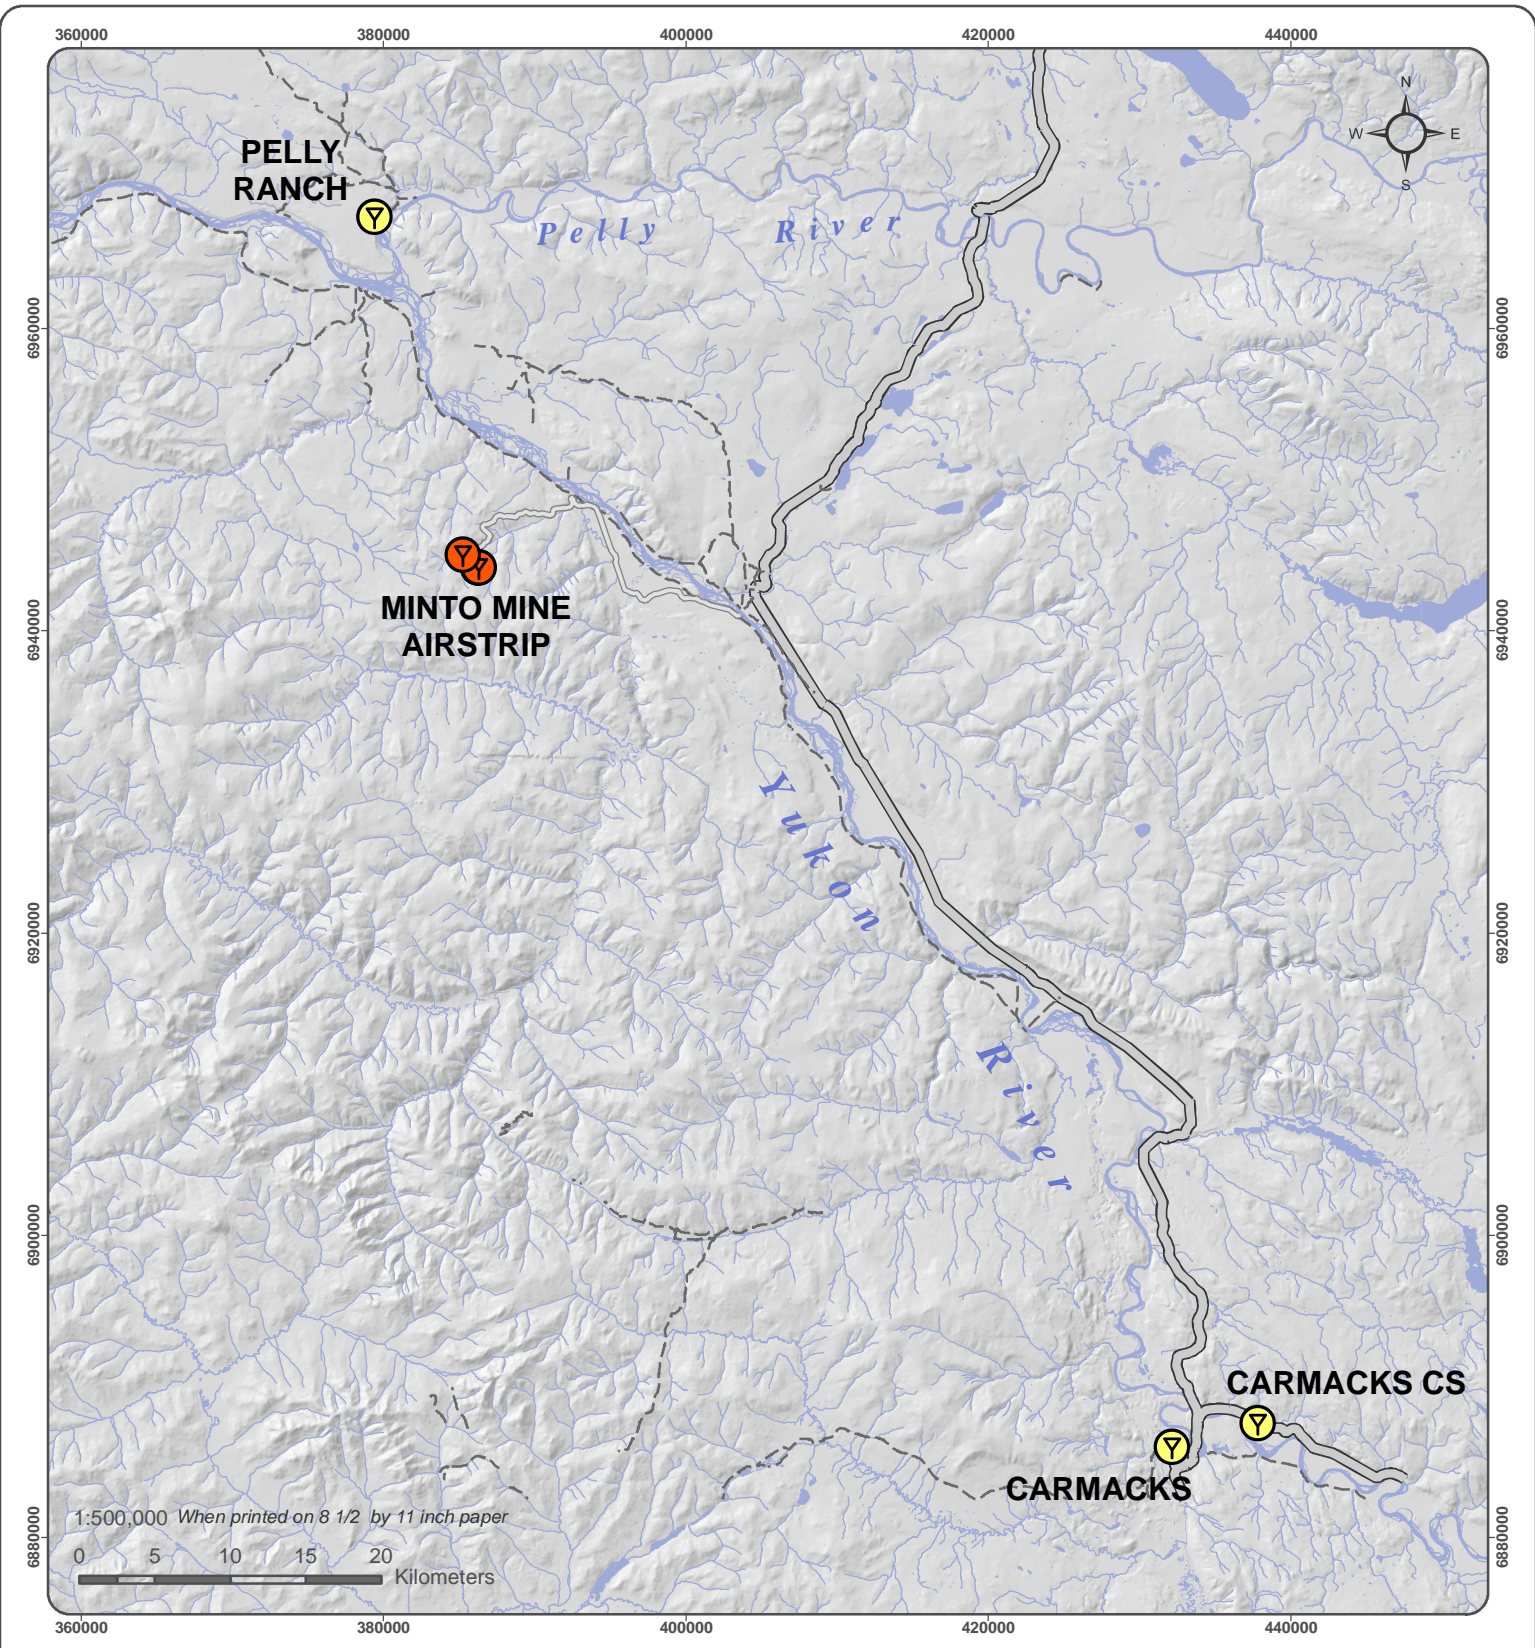 360000 380000 400000 420000 440000
N
W E
S
PELLY
RANCH
Pelly River
6960000 6960000
MINTO MINE
AIRSTRIP
6940000 6940000
Yukon
6920000 6920000
River
6900000 6900000
CARMACKS CS
CARMACKS
1:500,000 When printed on 8 1/2 by 11 inch paper
6880000 6880000
0 5 10 15 20
Kilometers
360000 380000 400000 420000 440000